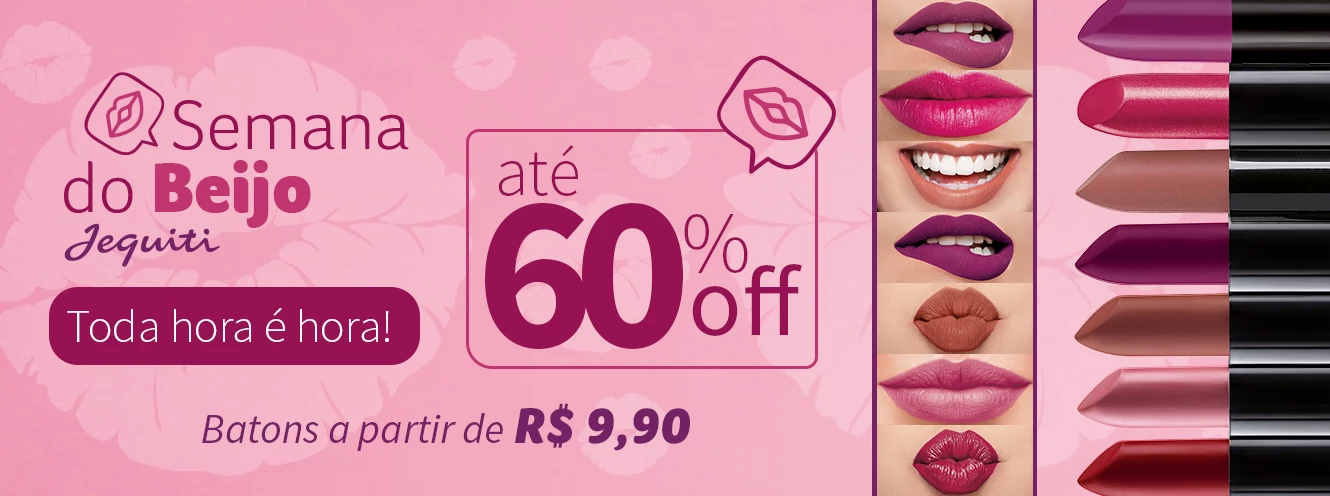 Semana
do Beijo
Jequiti
Toda hora é hora!
até
60%
off
Batons a partir de R$ 9,90